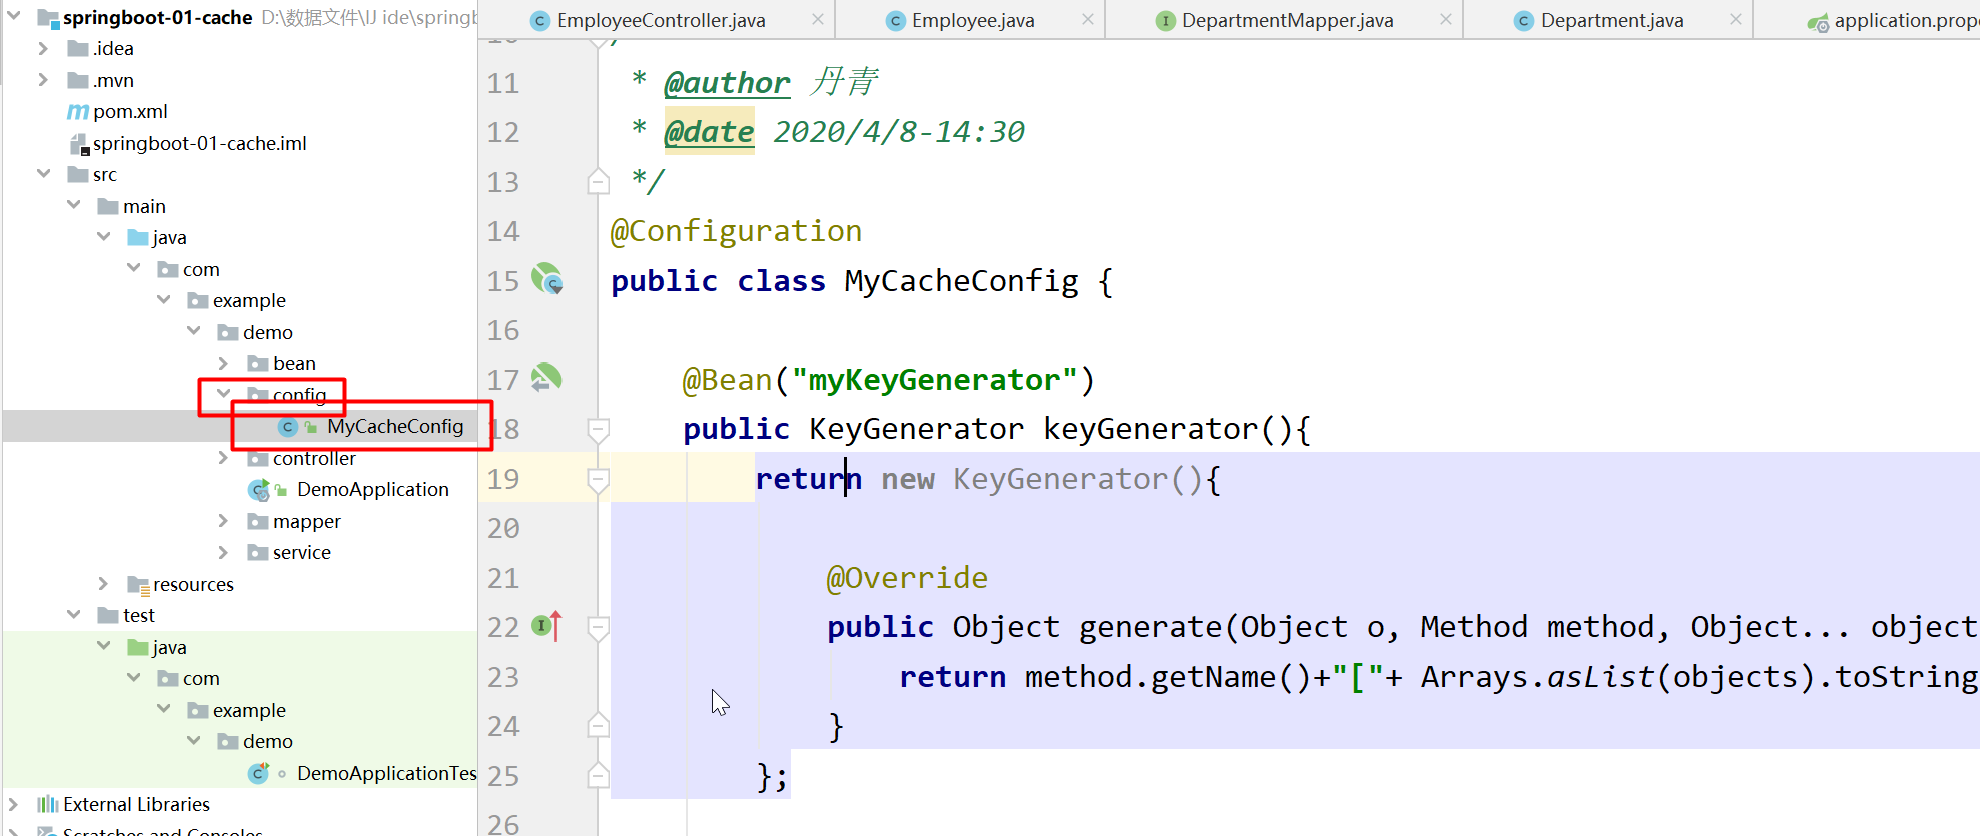 springboot-01-cache D:\数据文件\IJ ide\springb
.idea
.mvn
pom.xml
springboot-01-cache.iml
src
main
java
com
example
demo
bean
config
MyCacheConfig
controller
DemoApplication
mapper
service
resources
test
java
com
example
demo
DemoApplicationTes
External Libraries
Scratches and Consoles
EmployeeController.java
Employee.java
DepartmentMapper.java
Department.java
application.prope
11 * @author 丹青
12 * @date 2020/4/8-14:30
13 */
14 @Configuration
15 public class MyCacheConfig {
16
17 @Bean("myKeyGenerator")
18 public KeyGenerator keyGenerator(){
19 return new KeyGenerator(){
20
21 @Override
22 public Object generate(Object o, Method method, Object... object
23 return method.getName()+"["+ Arrays.asList(objects).toString
24 }
25 };
26